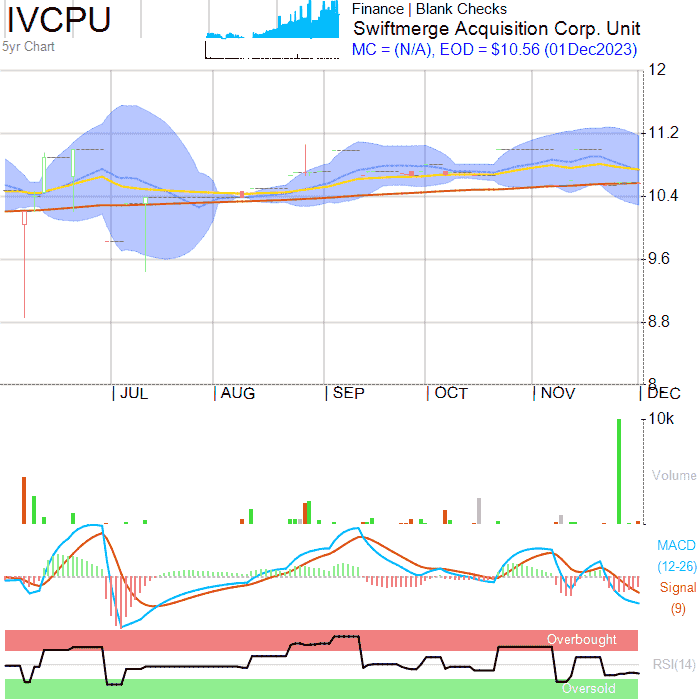 IVCPU
5yr Chart
Finance | Blank Checks
Swiftmerge Acquisition Corp. Unit
MC = (N/A), EOD = $10.56 (01Dec2023)
12
11.2
10.4
9.6
8.8
8
JUL AUG SEP OCT NOV DEC
10k
Volume
MACD
(12-26)
Signal
(9)
Overbought
RSI(14)
Oversold